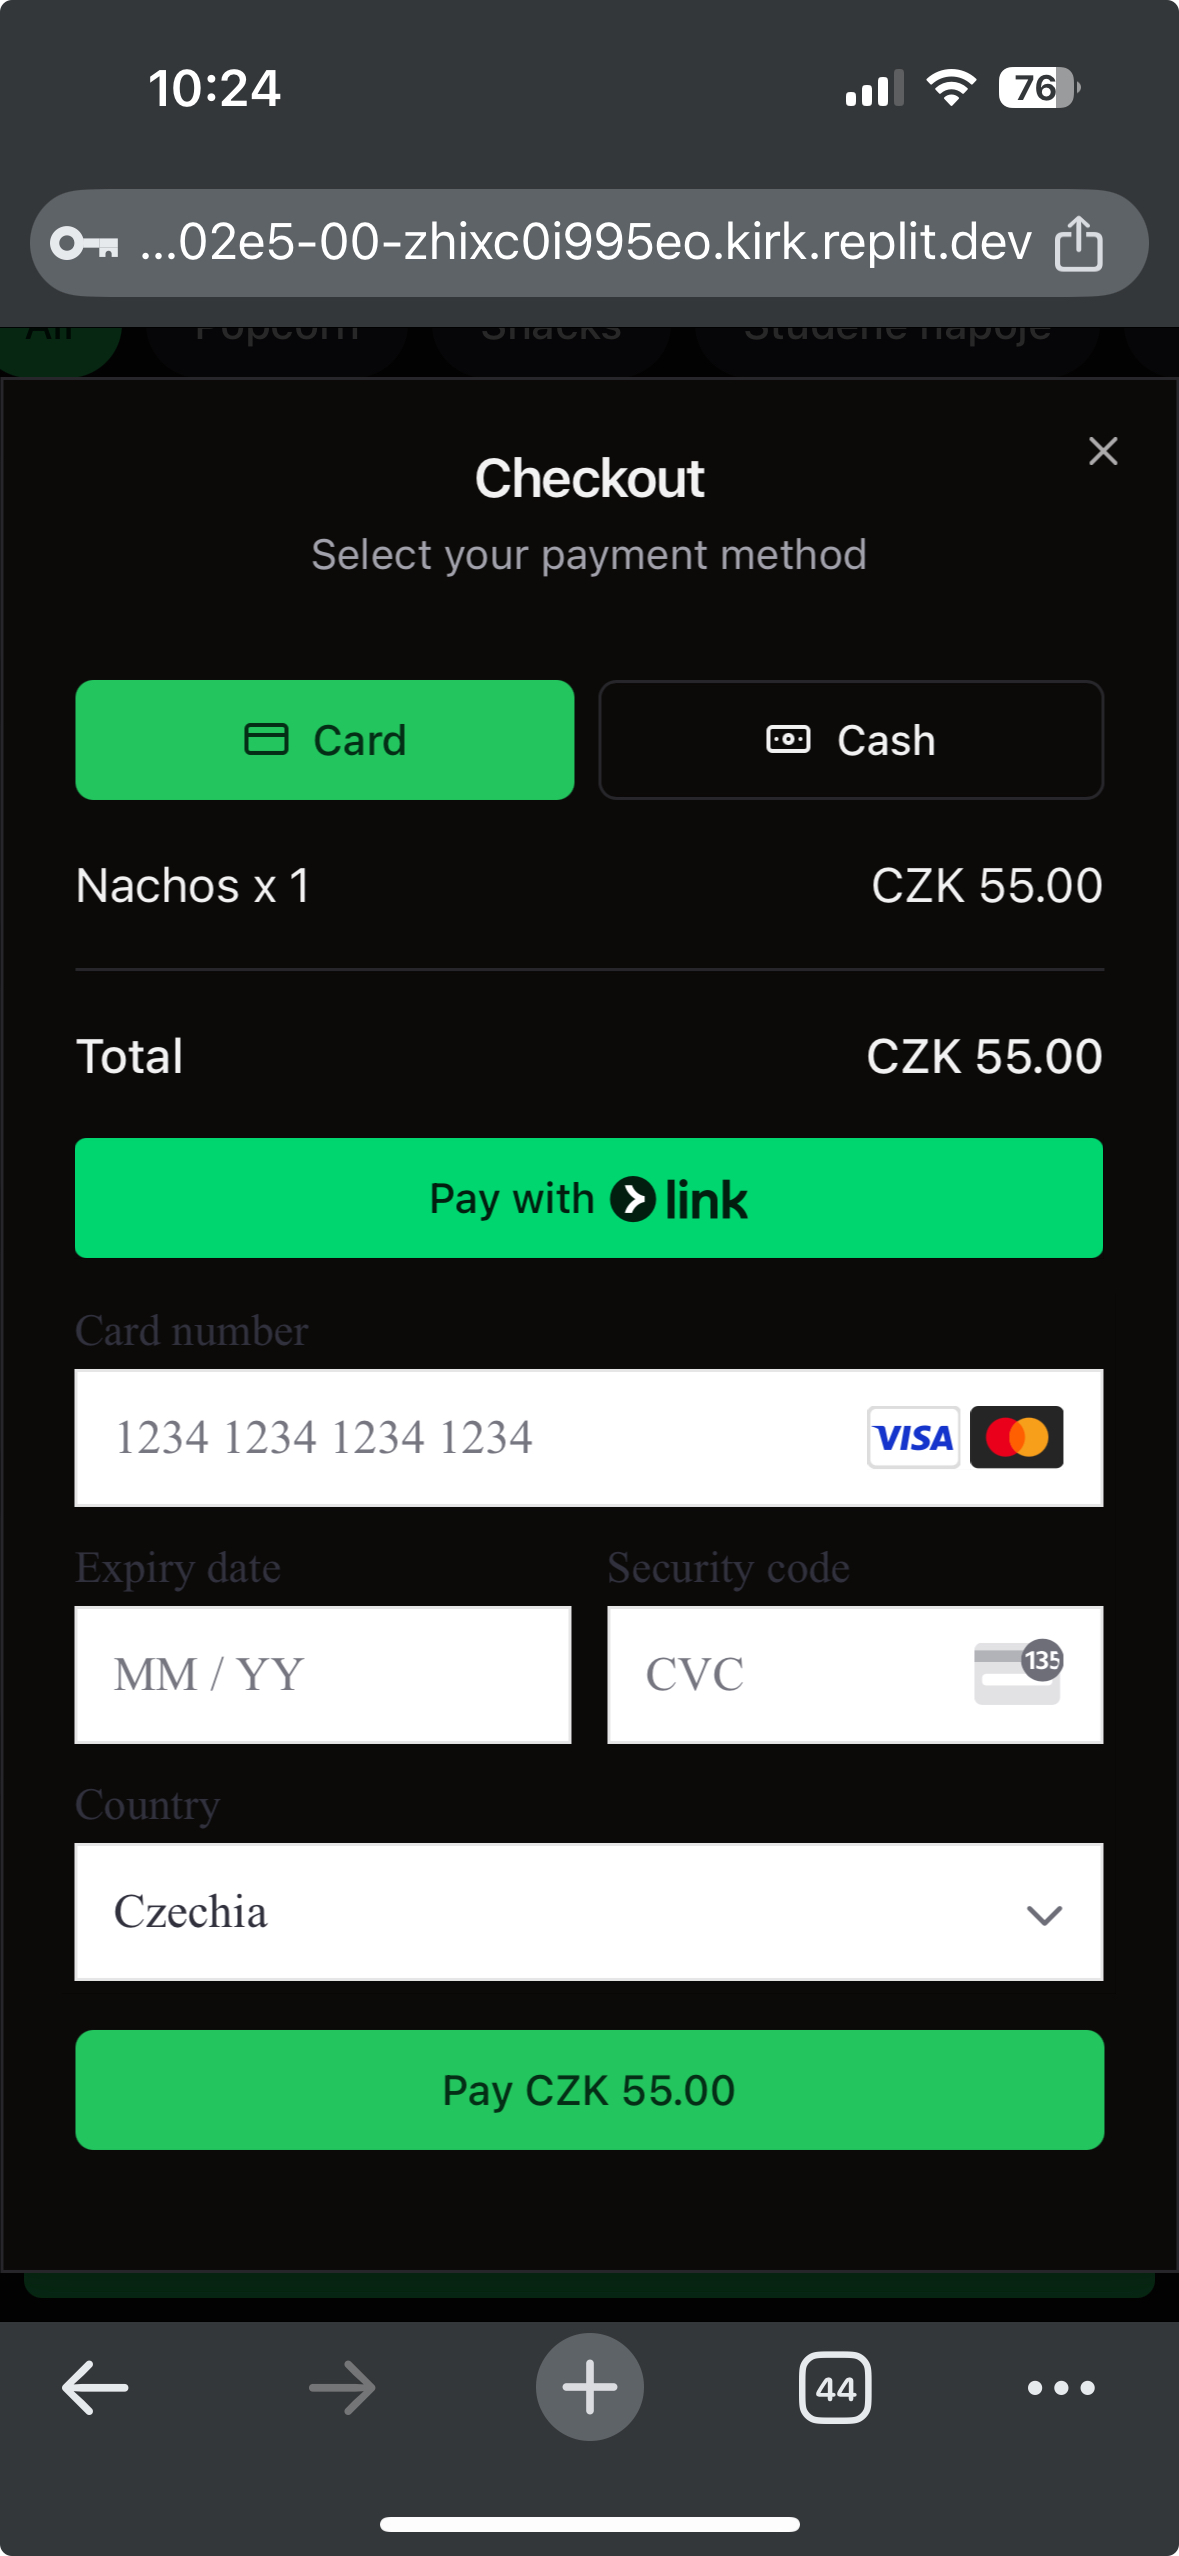 10:24
76
...02e5-00-zhixc0i995eo.kirk.replit.dev
All Popcorn Snacks Studené nápoje
Checkout
Select your payment method
Card
Cash
Nachos x 1 CZK 55.00
Total CZK 55.00
Pay with link
Card number
1234 1234 1234 1234 VISA
Expiry date Security code
MM / YY CVC 135
Country
Czechia
Pay CZK 55.00
44